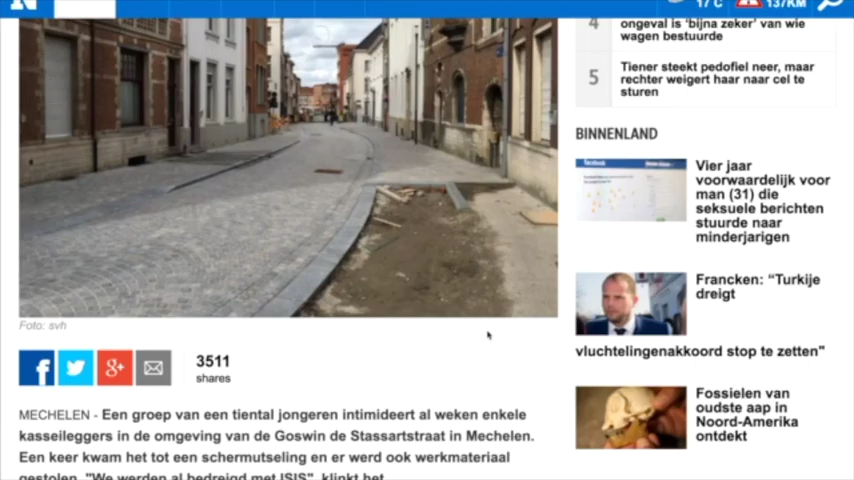 N
17°C
137KM
4
ongeval is 'bijna zeker' van wie
wagen bestuurde
5
Tiener steekt pedofiel neer, maar
rechter weigert haar naar cel te
sturen
BINNENLAND
facebook
Vier jaar
voorwaardelijk voor
man (31) die
seksuele berichten
stuurde naar
minderjarigen
Francken: “Turkije
dreigt
vluchtelingenakkoord stop te zetten"
Fossielen van
oudste aap in
Noord-Amerika
ontdekt
Foto: svh
f
g+
3511
shares
MECHELEN - Een groep van een tiental jongeren intimideert al weken enkele
kasseileggers in de omgeving van de Goswin de Stassartstraat in Mechelen.
Een keer kwam het tot een schermutseling en er werd ook werkmateriaal
gestolen. "We werden al bedreigd met ISIS", klinkt het.